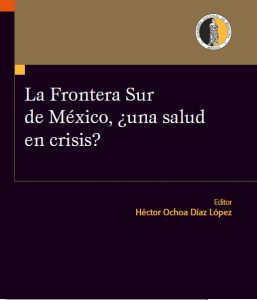 La Frontera Sur
de México, ¿una salud
en crisis?
Editor
Héctor Ochoa Díaz López